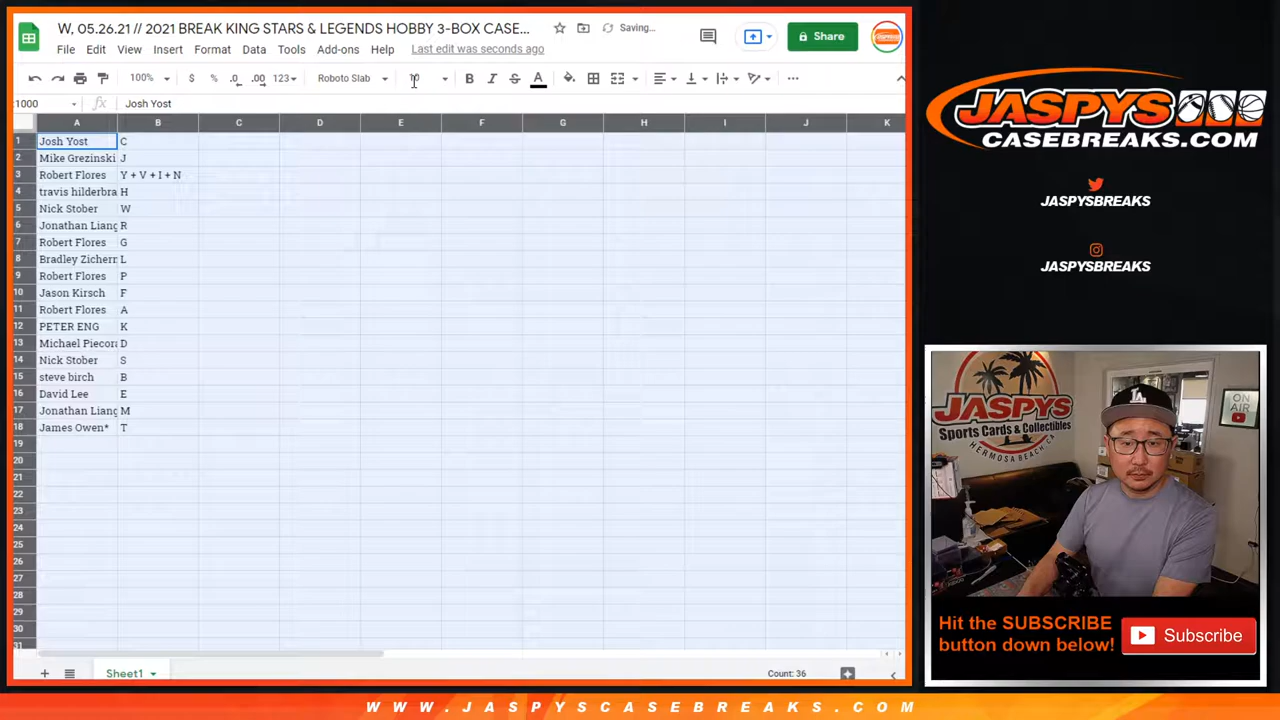 W, 05.26.21 // 2021 BREAK KING STARS & LEGENDS HOBBY 3-BOX CASE...
Saving...
Share
File Edit View Insert Format Data Tools Add-ons Help Last edit was seconds ago
100% $ % .0 .00 123 Roboto Slab 10 B I S A
:1000 fx Josh Yost
A B C D E F G H I J K
1 Josh Yost C
2 Mike Grezinski J
3 Robert Flores Y + V + I + N
4 travis hilderbra H
5 Nick Stober W
6 Jonathan Liang R
7 Robert Flores G
8 Bradley Zichern L
9 Robert Flores P
10 Jason Kirsch F
11 Robert Flores A
12 PETER ENG K
13 Michael Piecora D
14 Nick Stober S
15 steve birch B
16 David Lee E
17 Jonathan Liang M
18 James Owen* T
19
20
21
22
23
24
25
26
27
28
29
30
31
Sheet1
Count: 36
JASPYS
CASEBREAKS.COM
JASPYSBREAKS
JASPYSBREAKS
JASPYS
Sports Cards & Collectibles
HERMOSA BEACH, CA
LA
ON AIR
Hit the SUBSCRIBE
button down below!
Subscribe
WWW.JASPYSCASEBREAKS.COM